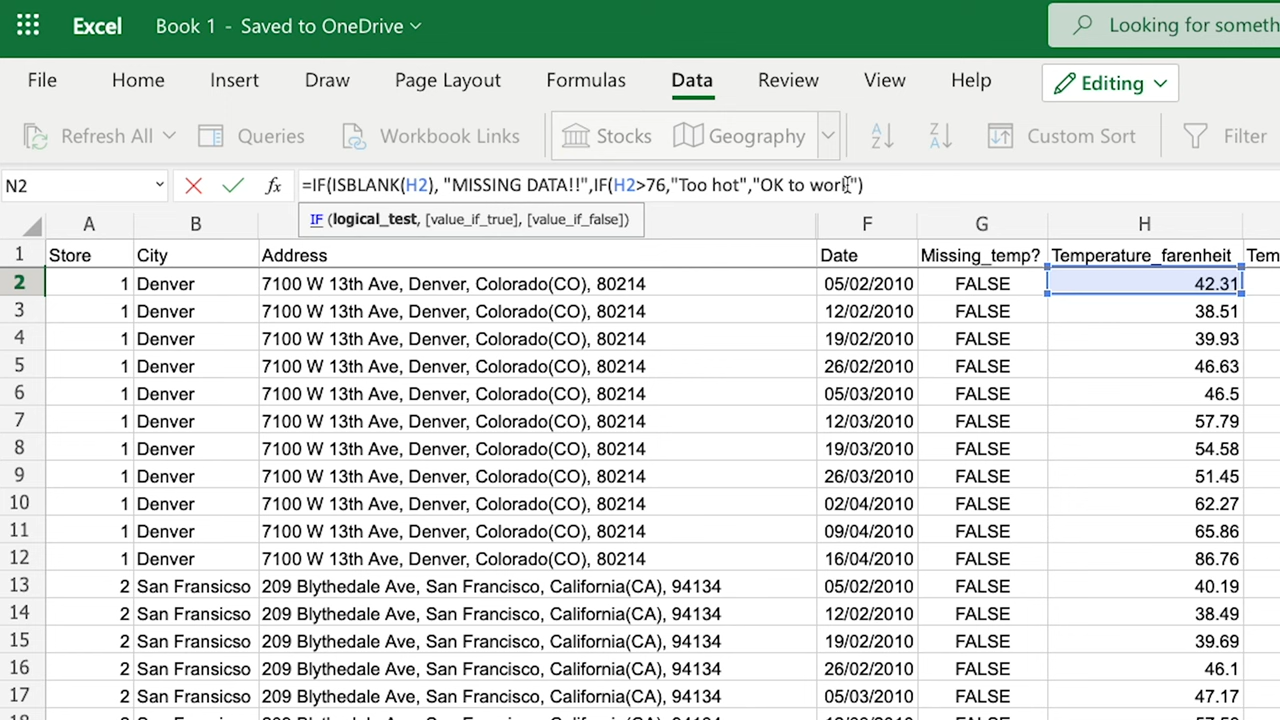 Excel Book 1 - Saved to OneDrive Looking for someth
File Home Insert Draw Page Layout Formulas Data Review View Help Editing
Refresh All Queries Workbook Links Stocks Geography Custom Sort Filter
N2 fx =IF(ISBLANK(H2), "MISSING DATA!!",IF(H2>76,"Too hot","OK to work")
IF (logical_test, [value_if_true], [value_if_false])
A B F G H
1 Store City Address Date Missing_temp? Temperature_farenheit Tem
2 1 Denver 7100 W 13th Ave, Denver, Colorado(CO), 80214 05/02/2010 FALSE 42.31
3 1 Denver 7100 W 13th Ave, Denver, Colorado(CO), 80214 12/02/2010 FALSE 38.51
4 1 Denver 7100 W 13th Ave, Denver, Colorado(CO), 80214 19/02/2010 FALSE 39.93
5 1 Denver 7100 W 13th Ave, Denver, Colorado(CO), 80214 26/02/2010 FALSE 46.63
6 1 Denver 7100 W 13th Ave, Denver, Colorado(CO), 80214 05/03/2010 FALSE 46.5
7 1 Denver 7100 W 13th Ave, Denver, Colorado(CO), 80214 12/03/2010 FALSE 57.79
8 1 Denver 7100 W 13th Ave, Denver, Colorado(CO), 80214 19/03/2010 FALSE 54.58
9 1 Denver 7100 W 13th Ave, Denver, Colorado(CO), 80214 26/03/2010 FALSE 51.45
10 1 Denver 7100 W 13th Ave, Denver, Colorado(CO), 80214 02/04/2010 FALSE 62.27
11 1 Denver 7100 W 13th Ave, Denver, Colorado(CO), 80214 09/04/2010 FALSE 65.86
12 1 Denver 7100 W 13th Ave, Denver, Colorado(CO), 80214 16/04/2010 FALSE 86.76
13 2 San Fransicso 209 Blythedale Ave, San Francisco, California(CA), 94134 05/02/2010 FALSE 40.19
14 2 San Fransicso 209 Blythedale Ave, San Francisco, California(CA), 94134 12/02/2010 FALSE 38.49
15 2 San Fransicso 209 Blythedale Ave, San Francisco, California(CA), 94134 19/02/2010 FALSE 39.69
16 2 San Fransicso 209 Blythedale Ave, San Francisco, California(CA), 94134 26/02/2010 FALSE 46.1
17 2 San Fransicso 209 Blythedale Ave, San Francisco, California(CA), 94134 05/03/2010 FALSE 47.17